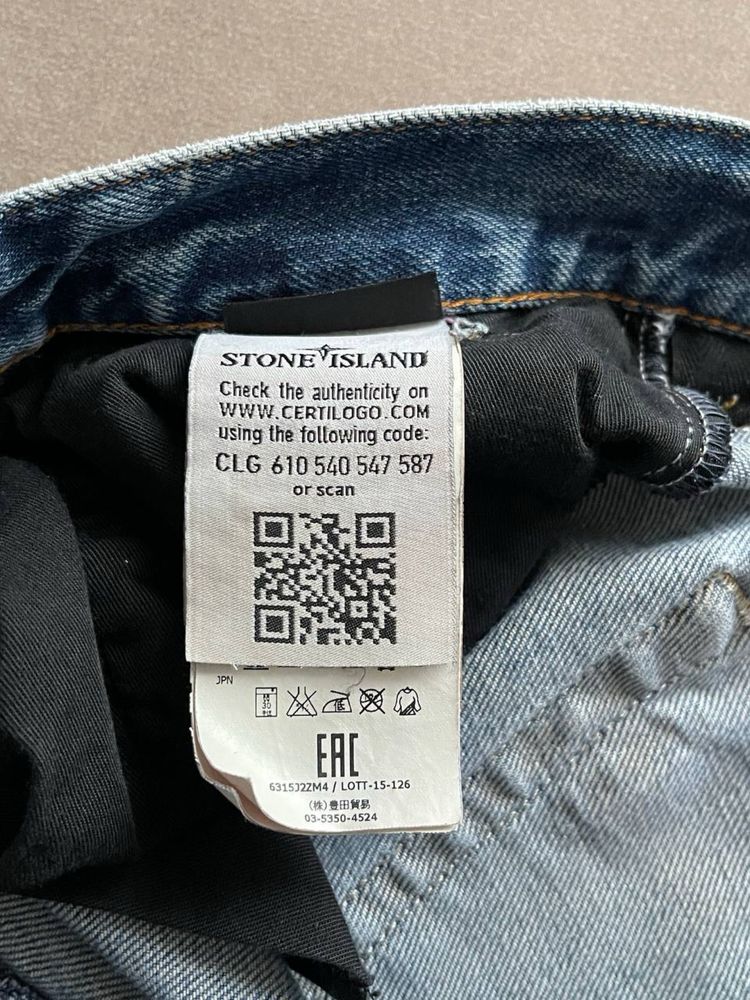 STONE ISLAND
Check the authenticity on
WWW.CERTILOGO.COM
using the following code:
CLG 610 540 547 587
or scan
JPN
低
EAC
6315J2ZM4 / LOTT-15-126
(株)豊田貿易
03-5350-4524